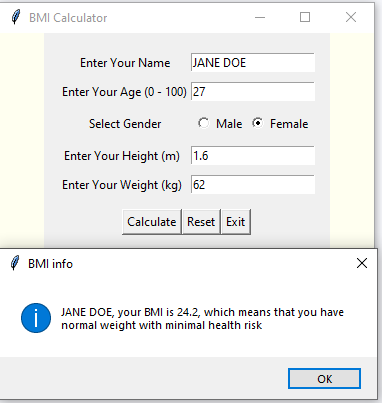 BMI Calculator
Enter Your Name JANE DOE
Enter Your Age (0 - 100) 27
Select Gender Male Female
Enter Your Height (m) 1.6
Enter Your Weight (kg) 62
Calculate Reset Exit
BMI info
JANE DOE, your BMI is 24.2, which means that you have
normal weight with minimal health risk
OK